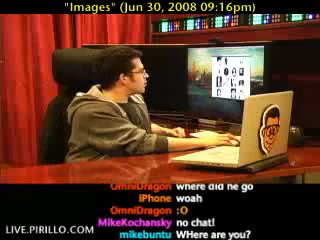 "Images" (Jun 30, 2008 09:16pm)
OmniDragon where did he go
iPhone woah
OmniDragon :O
MikeKochansky no chat!
mikebuntu WHere are you?
LIVE.PIRILLO.COM